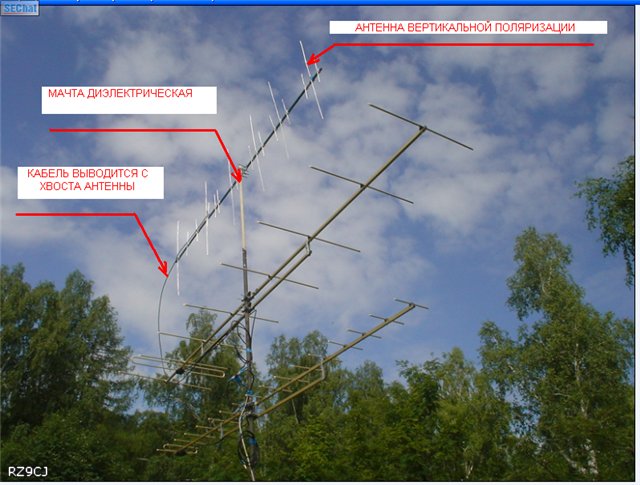 SEChat
АНТЕННА ВЕРТИКАЛЬНОЙ ПОЛЯРИЗАЦИИ
МАЧТА ДИЭЛЕКТРИЧЕСКАЯ
КАБЕЛЬ ВЫВОДИТСЯ С
ХВОСТА АНТЕННЫ
RZ9CJ